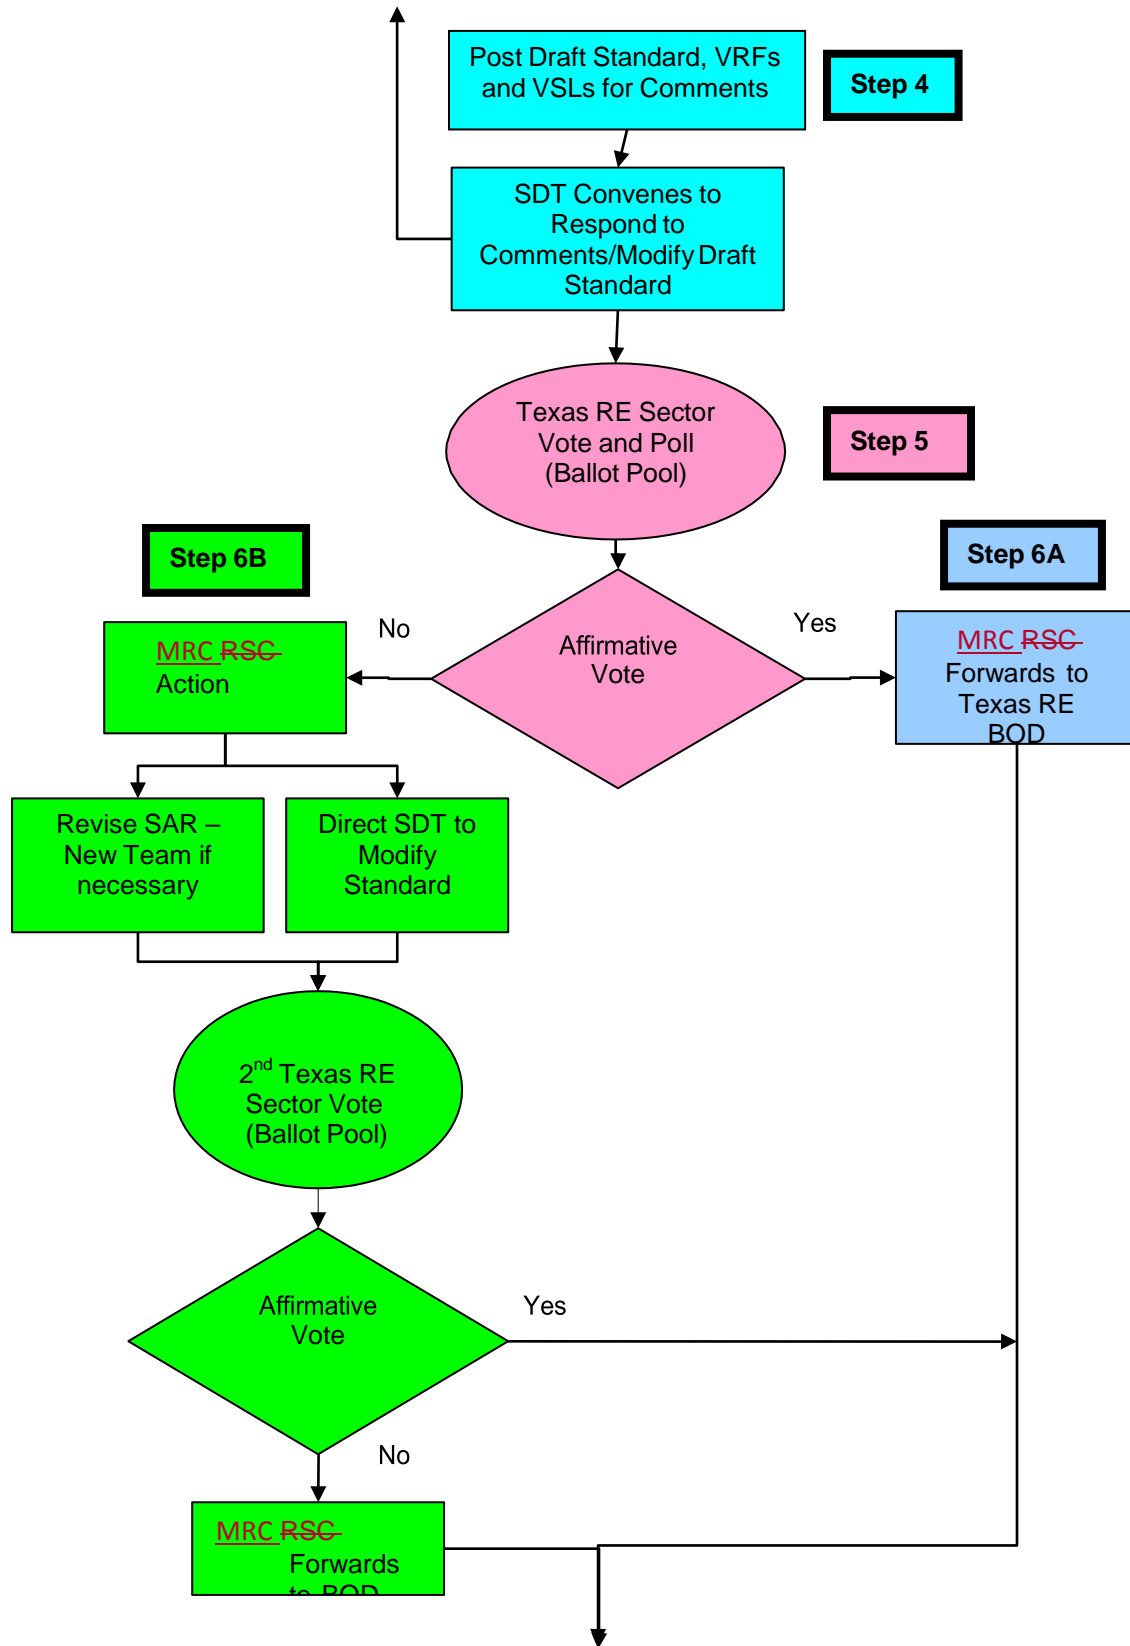 Post Draft Standard, VRFs
and VSLs for Comments
Step 4
SDT Convenes to
Respond to
Comments/Modify Draft
Standard
Texas RE Sector
Vote and Poll
(Ballot Pool)
Step 5
Step 6B
Step 6A
No
Affirmative
Vote
Yes
MRC RSC
Action
MRC RSC
Forwards to
Texas RE
BOD
Revise SAR –
New Team if
necessary
Direct SDT to
Modify
Standard
2nd Texas RE
Sector Vote
(Ballot Pool)
Affirmative
Vote
Yes
No
MRC RSC
Forwards
to BOD